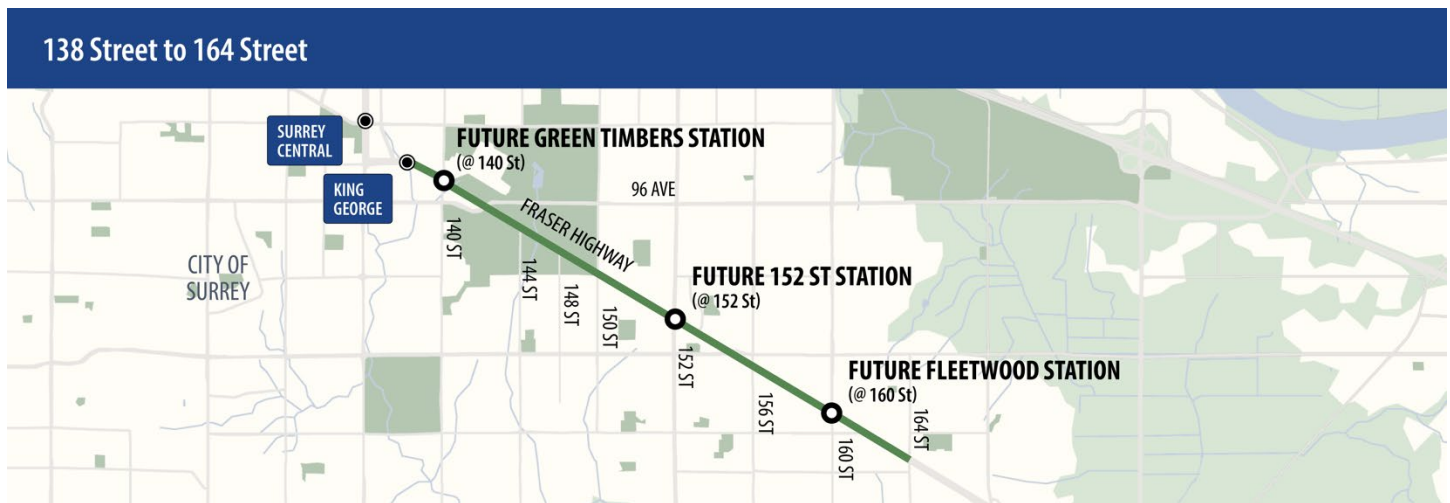 138 Street to 164 Street
SURREY
CENTRAL
KING
GEORGE
FUTURE GREEN TIMBERS STATION
(@ 140 St)
96 AVE
FRASER HIGHWAY
CITY OF
SURREY
140 ST
144 ST
148 ST
150 ST
FUTURE 152 ST STATION
(@ 152 St)
152 ST
156 ST
FUTURE FLEETWOOD STATION
(@ 160 St)
160 ST
164 ST